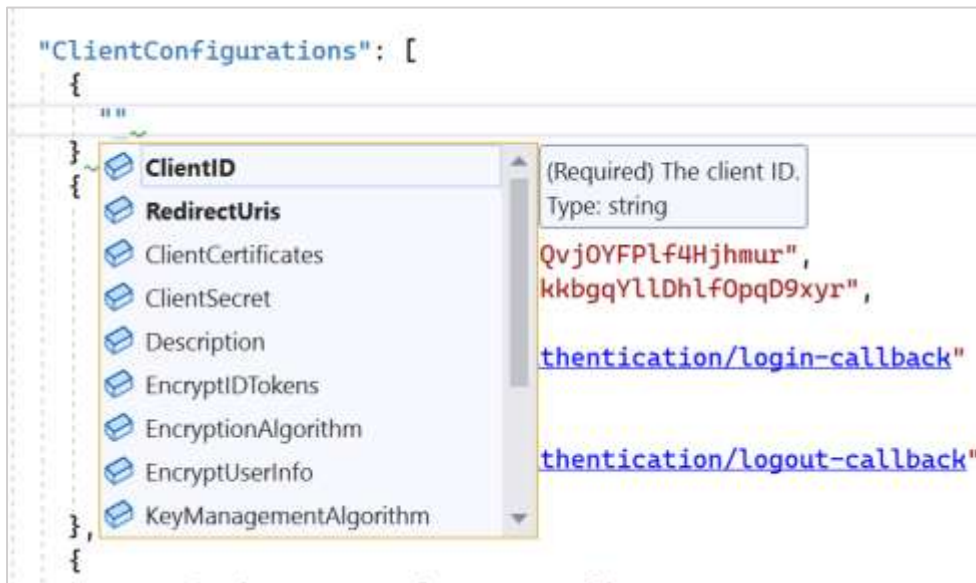 "ClientConfigurations": [
{
""
}
ClientID
(Required) The client ID.
Type: string
{
RedirectUris
ClientCertificates
QvjOYFPlf4Hjhmur",
ClientSecret
kkbgqYllDhlfOpqD9xyr",
Description
thentication/login-callback"
EncryptIDTokens
EncryptionAlgorithm
EncryptUserInfo
thentication/logout-callback"
KeyManagementAlgorithm
},
{